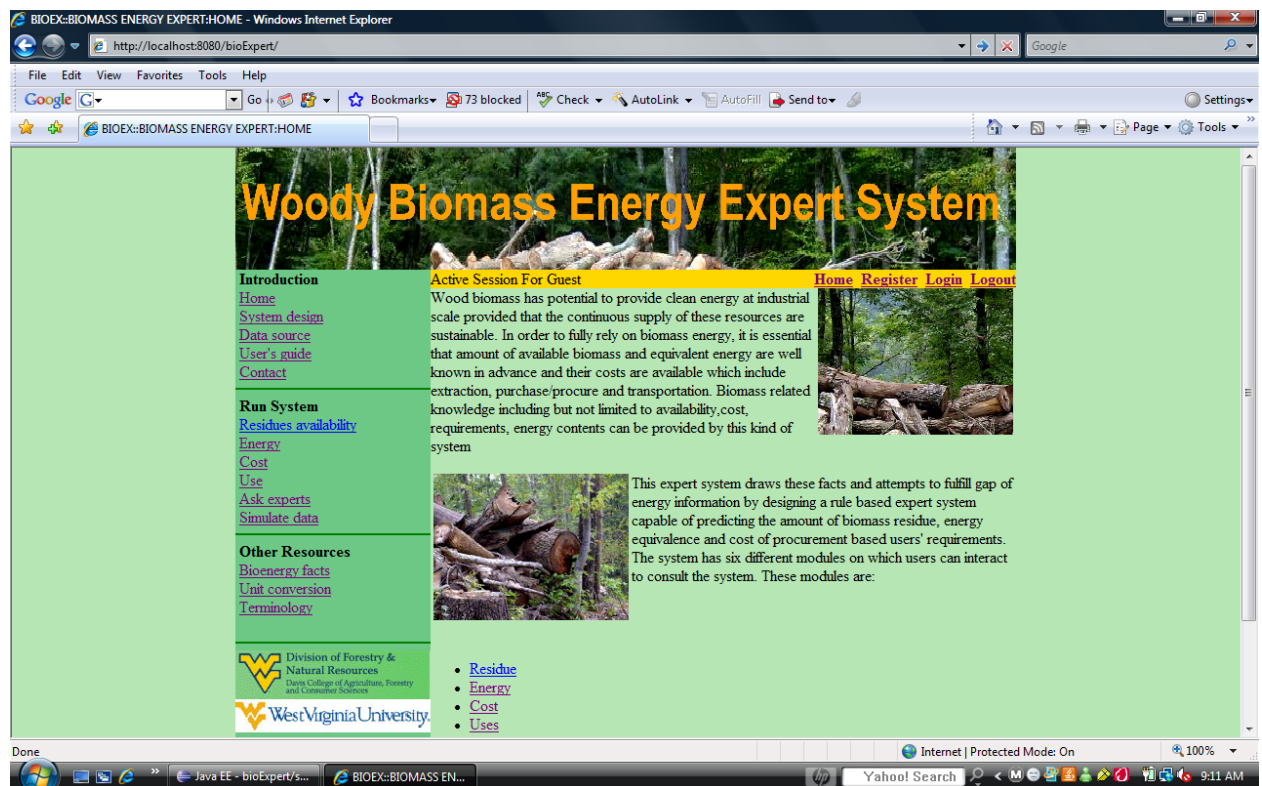 BIOEX::BIOMASS ENERGY EXPERT:HOME - Windows Internet Explorer
http://localhost:8080/bioExpert/
Google
File Edit View Favorites Tools Help
Google G Go Bookmarks 73 blocked ABC Check AutoLink AutoFill Send to Settings
BIOEX::BIOMASS ENERGY EXPERT:HOME
Page Tools
Woody Biomass Energy Expert System
Introduction
Home
System design
Data source
User's guide
Contact
Run System
Residues availability
Energy
Cost
Use
Ask experts
Simulate data
Other Resources
Bioenergy facts
Unit conversion
Terminology
Division of Forestry &
Natural Resources
Davis College of Agriculture, Forestry
and Consumer Sciences
WestVirginiaUniversity.
Active Session For Guest
Home Register Login Logout
Wood biomass has potential to provide clean energy at industrial
scale provided that the continuous supply of these resources are
sustainable. In order to fully rely on biomass energy, it is essential
that amount of available biomass and equivalent energy are well
known in advance and their costs are available which include
extraction, purchase/procure and transportation. Biomass related
knowledge including but not limited to availability,cost,
requirements, energy contents can be provided by this kind of
system
This expert system draws these facts and attempts to fulfill gap of
energy information by designing a rule based expert system
capable of predicting the amount of biomass residue, energy
equivalence and cost of procurement based users' requirements.
The system has six different modules on which users can interact
to consult the system. These modules are:
Residue
Energy
Cost
Uses
Done
Internet | Protected Mode: On
100%
Java EE - bioExpert/s...
BIOEX::BIOMASS EN...
hp
Yahoo! Search
9:11 AM